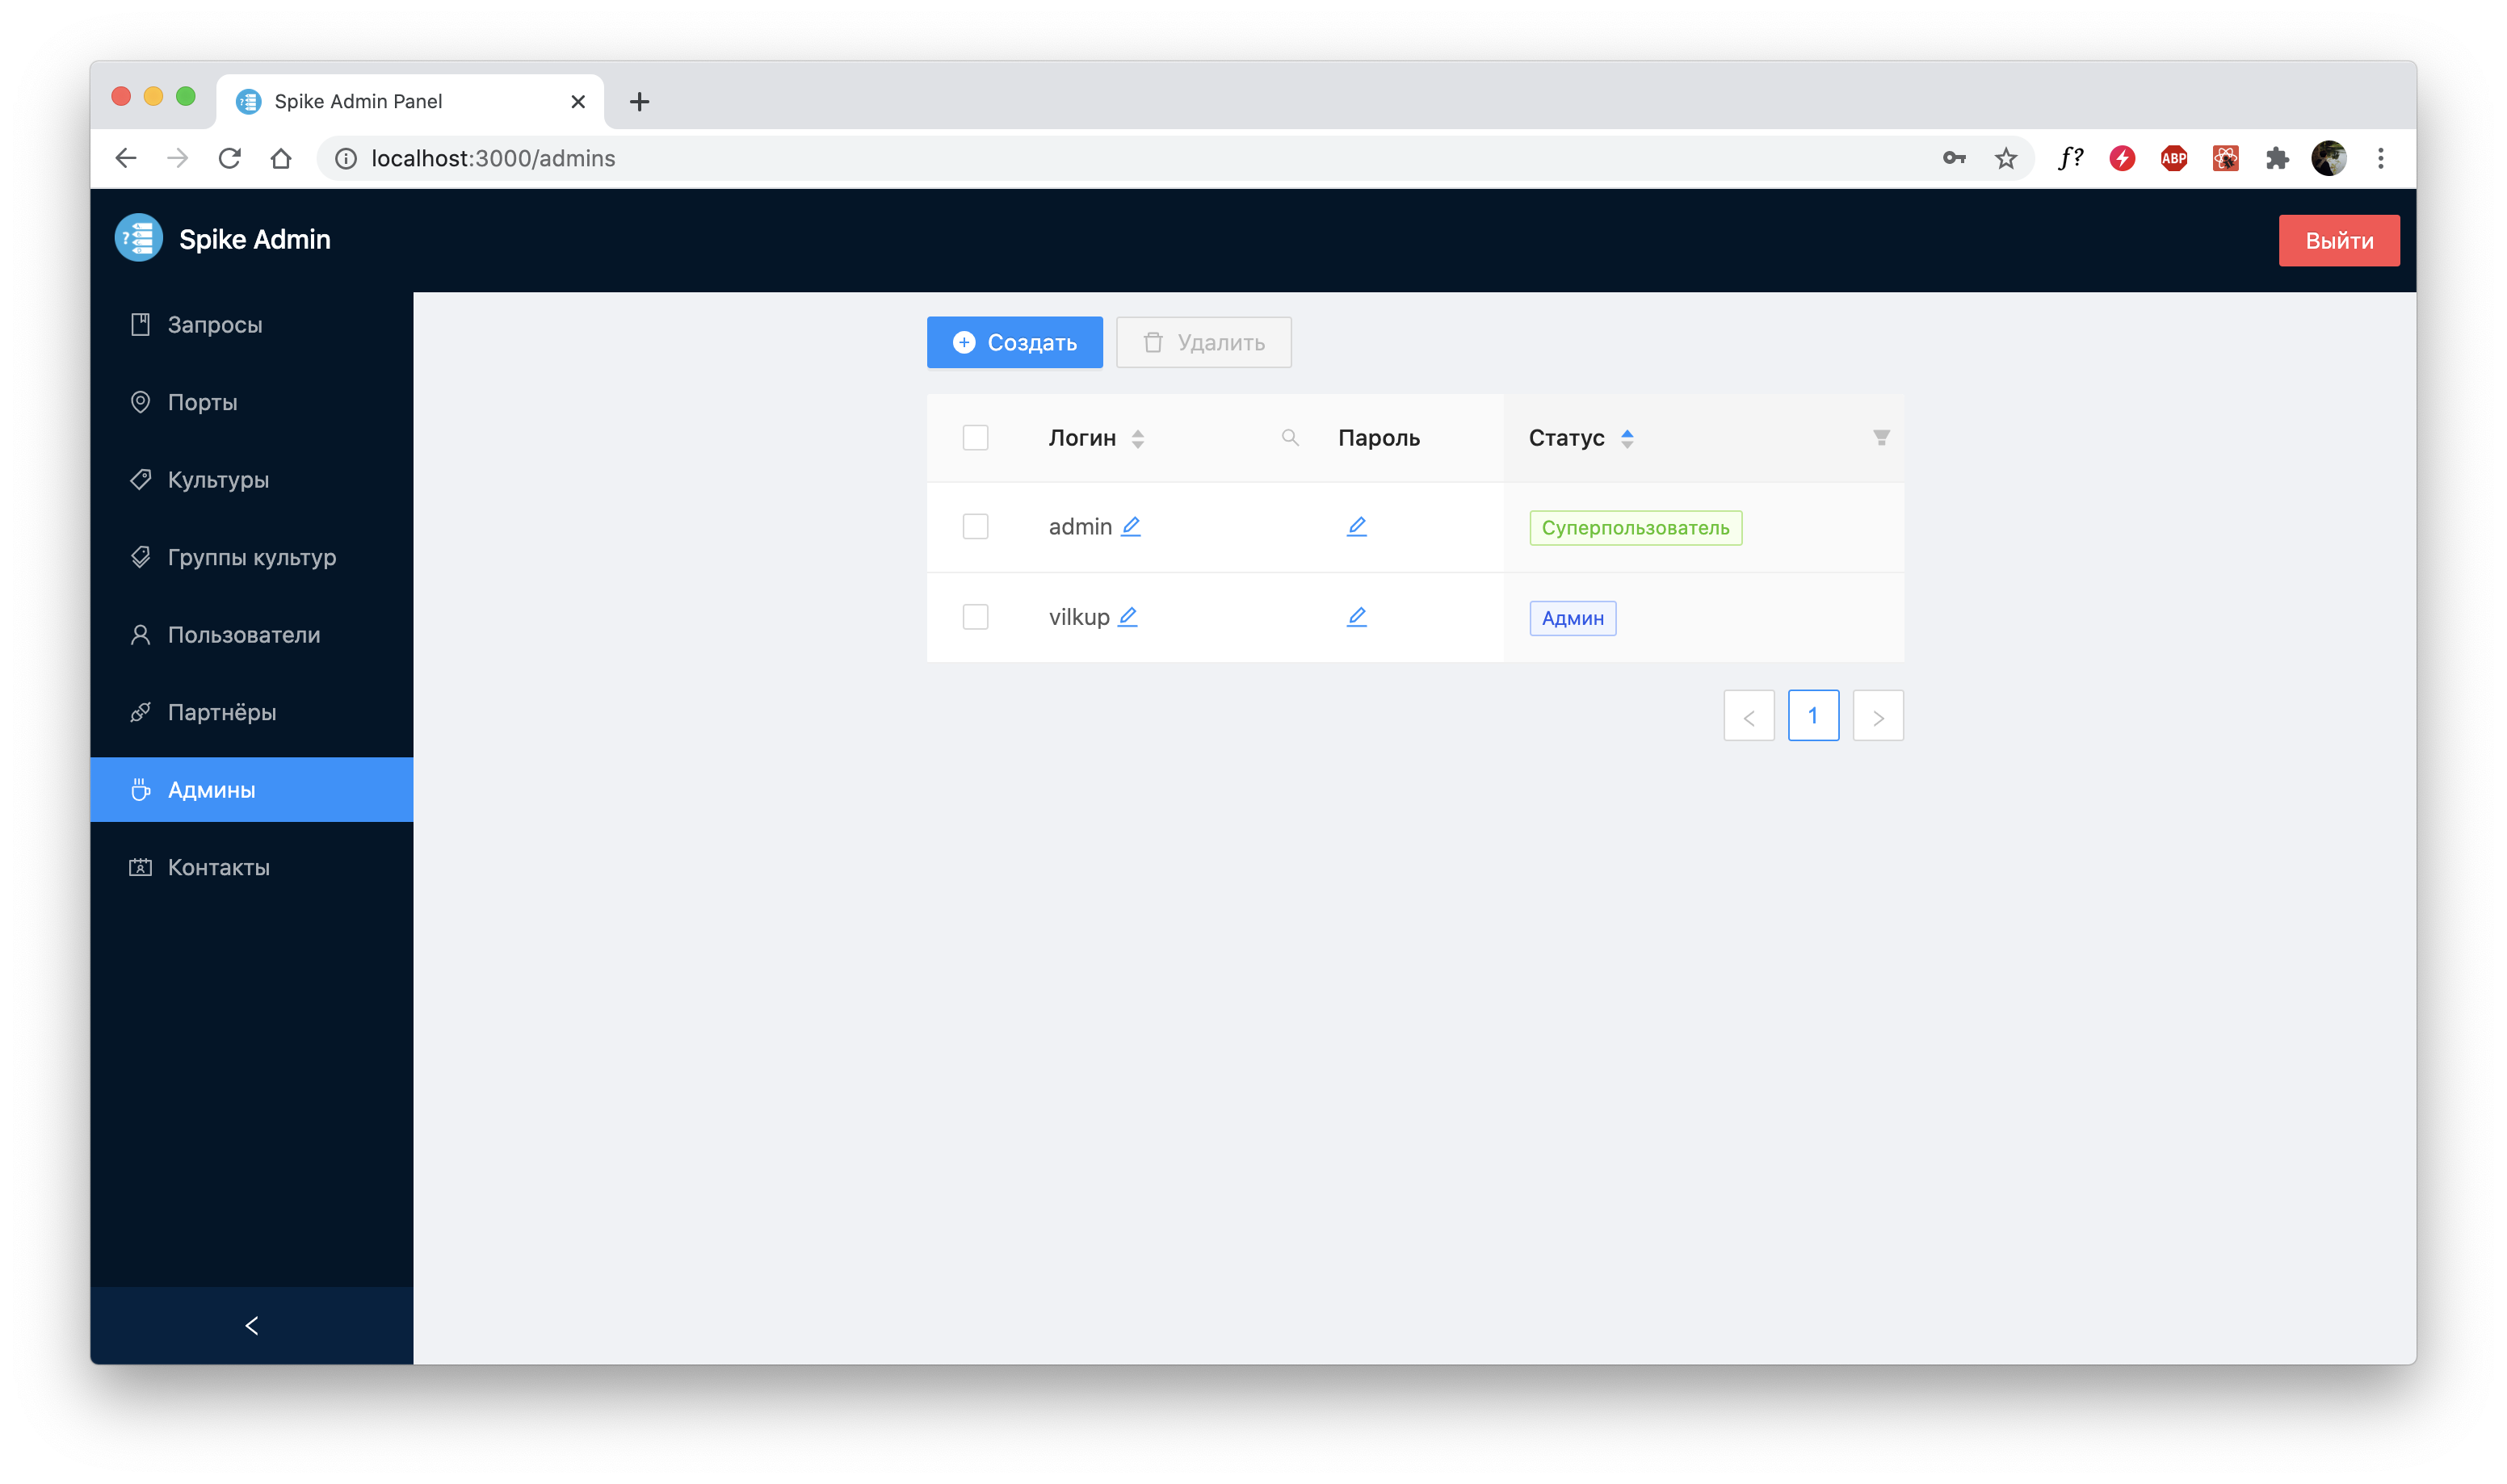 Spike Admin Panel
localhost:3000/admins
f?
ABP
Spike Admin
Выйти
Запросы
Порты
Культуры
Группы культур
Пользователи
Партнёры
Админы
Контакты
Создать
Удалить
Логин Пароль Статус
admin Суперпользователь
vilkup Админ
1